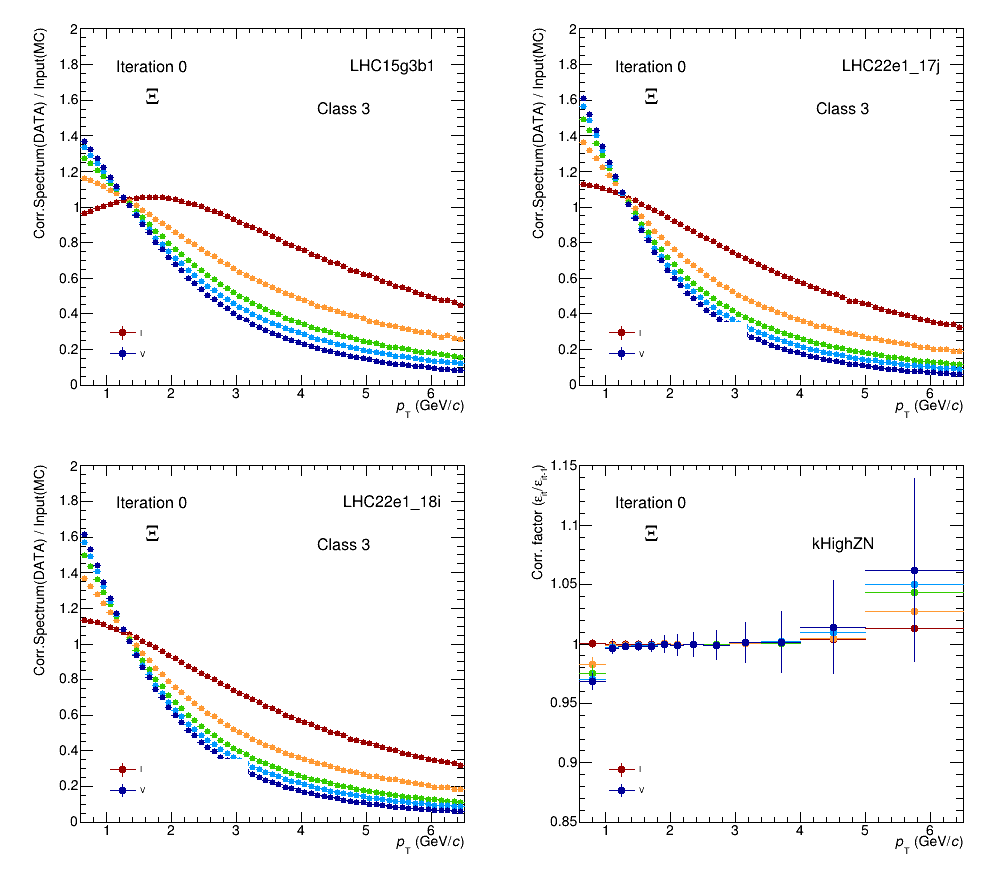 Corr.Spectrum(DATA) / Input(MC)
2
1.8
1.6
1.4
1.2
1
0.8
0.6
0.4
0.2
0
Iteration 0
LHC15g3b1
Ξ
Class 3
I
V
1 2 3 4 5 6
p_T (GeV/c)
Corr.Spectrum(DATA) / Input(MC)
2
1.8
1.6
1.4
1.2
1
0.8
0.6
0.4
0.2
0
Iteration 0
LHC22e1_17j
Ξ
Class 3
I
V
1 2 3 4 5 6
p_T (GeV/c)
Corr.Spectrum(DATA) / Input(MC)
2
1.8
1.6
1.4
1.2
1
0.8
0.6
0.4
0.2
0
Iteration 0
LHC22e1_18i
Ξ
Class 3
I
V
1 2 3 4 5 6
p_T (GeV/c)
Corr. factor (ε_it/ε_it-1)
1.15
1.1
1.05
1
0.95
0.9
0.85
Iteration 0
Ξ
kHighZN
I
V
1 2 3 4 5 6
p_T (GeV/c)